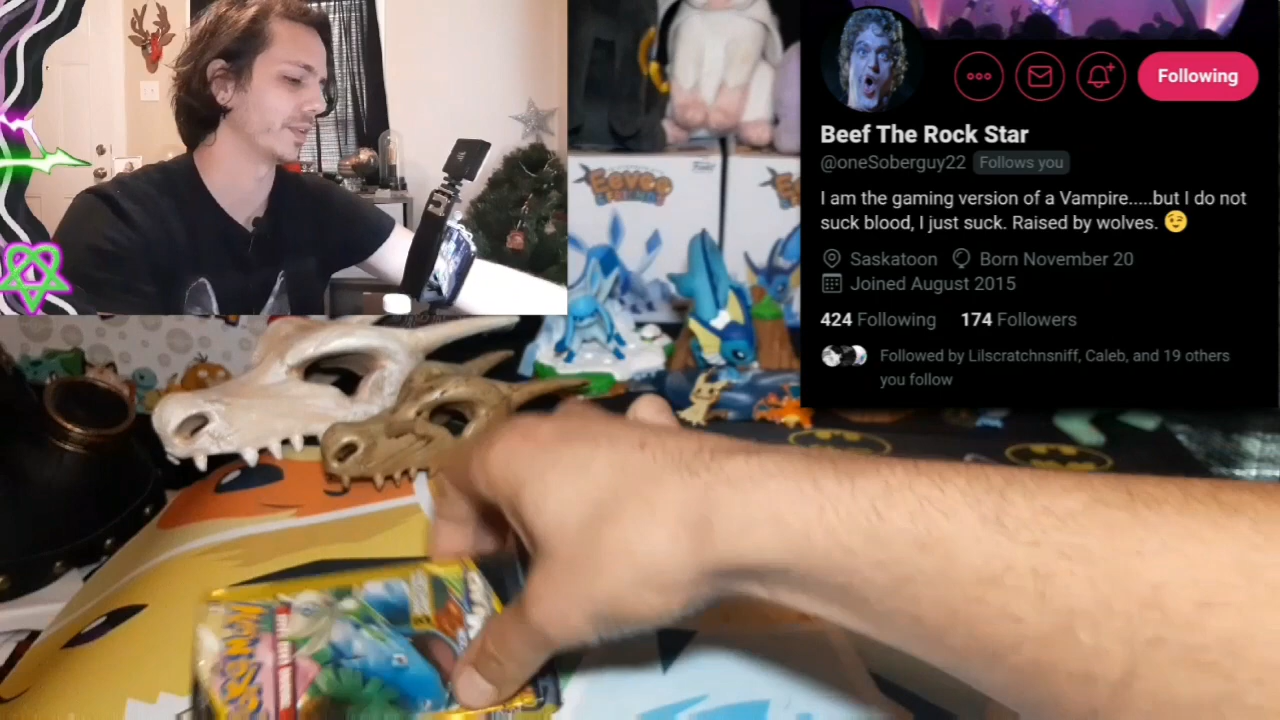 Following
Beef The Rock Star
@oneSoberguy22 Follows you
I am the gaming version of a Vampire.....but I do not
suck blood, I just suck. Raised by wolves. 😉
Saskatoon Born November 20
Joined August 2015
424 Following 174 Followers
Followed by Lilscratchnsniff, Caleb, and 19 others
you follow
Eevee
Funko